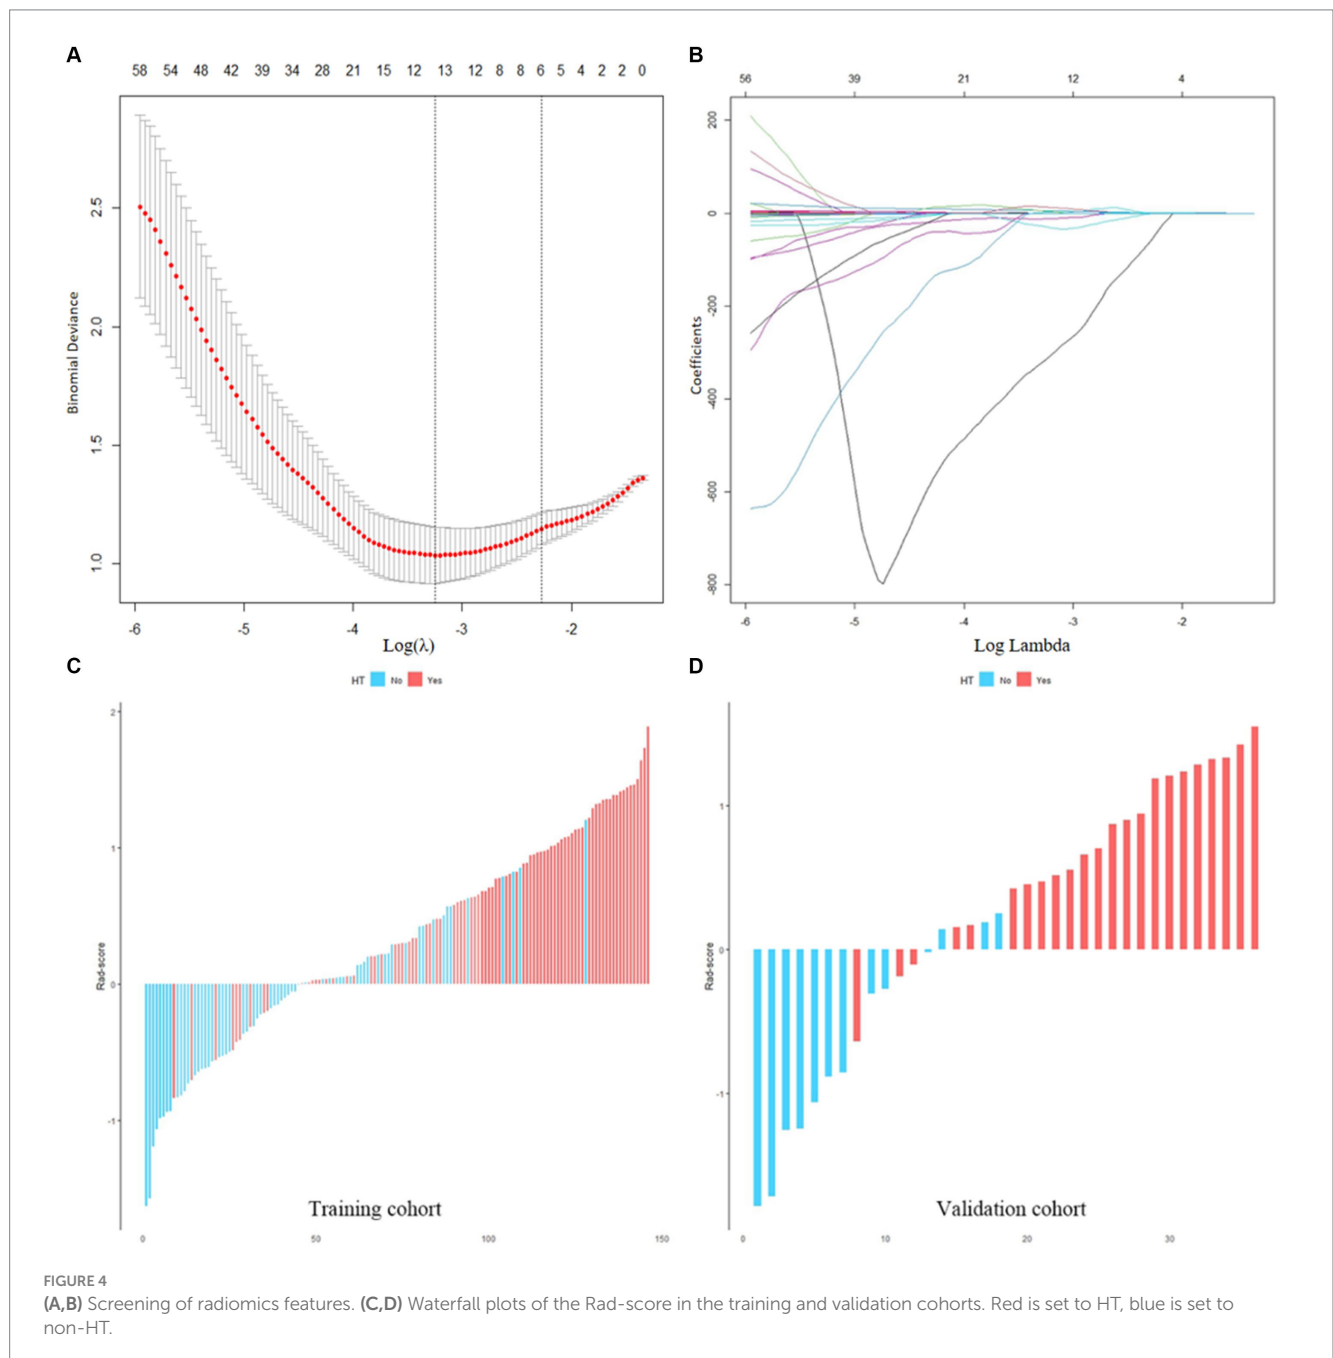 A
58 54 48 42 39 34 28 21 15 12 13 12 8 8 6 5 4 2 2 0
2.5
2.0
1.5
1.0
Binomial Deviance
-6 -5 -4 -3 -2
Log(λ)
B
56 39 21 12 4
200
0
-200
-400
-600
-800
Coefficients
-6 -5 -4 -3 -2
Log Lambda
C
HT No Yes
2
1
0
-1
Rad-score
Training cohort
0 50 100 150
D
HT No Yes
1
0
-1
Rad-score
Validation cohort
0 10 20 30
FIGURE 4
(A,B) Screening of radiomics features. (C,D) Waterfall plots of the Rad-score in the training and validation cohorts. Red is set to HT, blue is set to
non-HT.